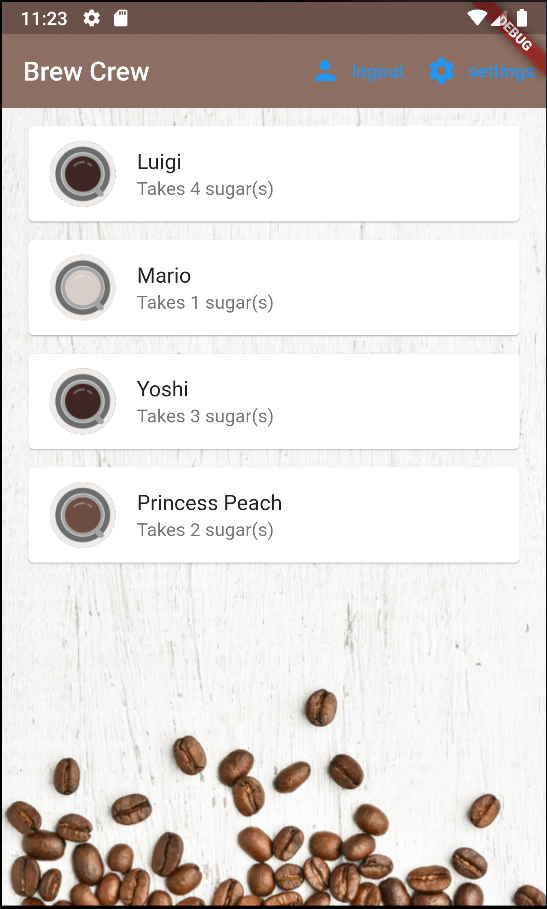 11:23
DEBUG
Brew Crew
logout
settings
Luigi
Takes 4 sugar(s)
Mario
Takes 1 sugar(s)
Yoshi
Takes 3 sugar(s)
Princess Peach
Takes 2 sugar(s)